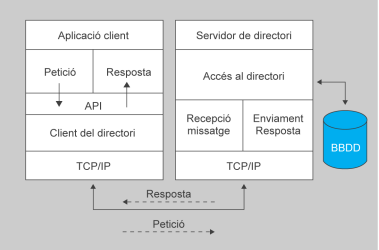 Aplicació client
Petició
Resposta
API
Client del directori
TCP/IP
Servidor de directori
Accés al directori
Recepció
missatge
Enviament
Resposta
TCP/IP
BBDD
Resposta
Petició